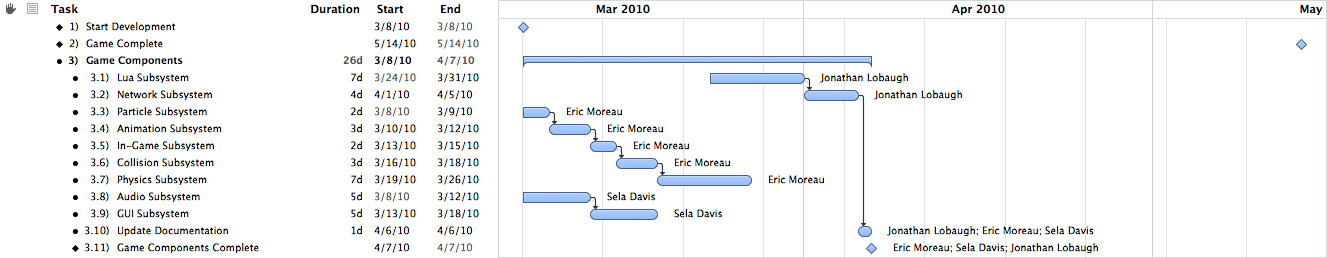 Task Duration Start End Mar 2010 Apr 2010 May
1) Start Development 3/8/10 3/8/10
2) Game Complete 5/14/10 5/14/10
3) Game Components 26d 3/8/10 4/7/10
3.1) Lua Subsystem 7d 3/24/10 3/31/10 Jonathan Lobaugh
3.2) Network Subsystem 4d 4/1/10 4/5/10 Jonathan Lobaugh
3.3) Particle Subsystem 2d 3/8/10 3/9/10 Eric Moreau
3.4) Animation Subsystem 3d 3/10/10 3/12/10 Eric Moreau
3.5) In-Game Subsystem 2d 3/13/10 3/15/10 Eric Moreau
3.6) Collision Subsystem 3d 3/16/10 3/18/10 Eric Moreau
3.7) Physics Subsystem 7d 3/19/10 3/26/10 Eric Moreau
3.8) Audio Subsystem 5d 3/8/10 3/12/10 Sela Davis
3.9) GUI Subsystem 5d 3/13/10 3/18/10 Sela Davis
3.10) Update Documentation 1d 4/6/10 4/6/10 Jonathan Lobaugh; Eric Moreau; Sela Davis
3.11) Game Components Complete 4/7/10 4/7/10 Eric Moreau; Sela Davis; Jonathan Lobaugh